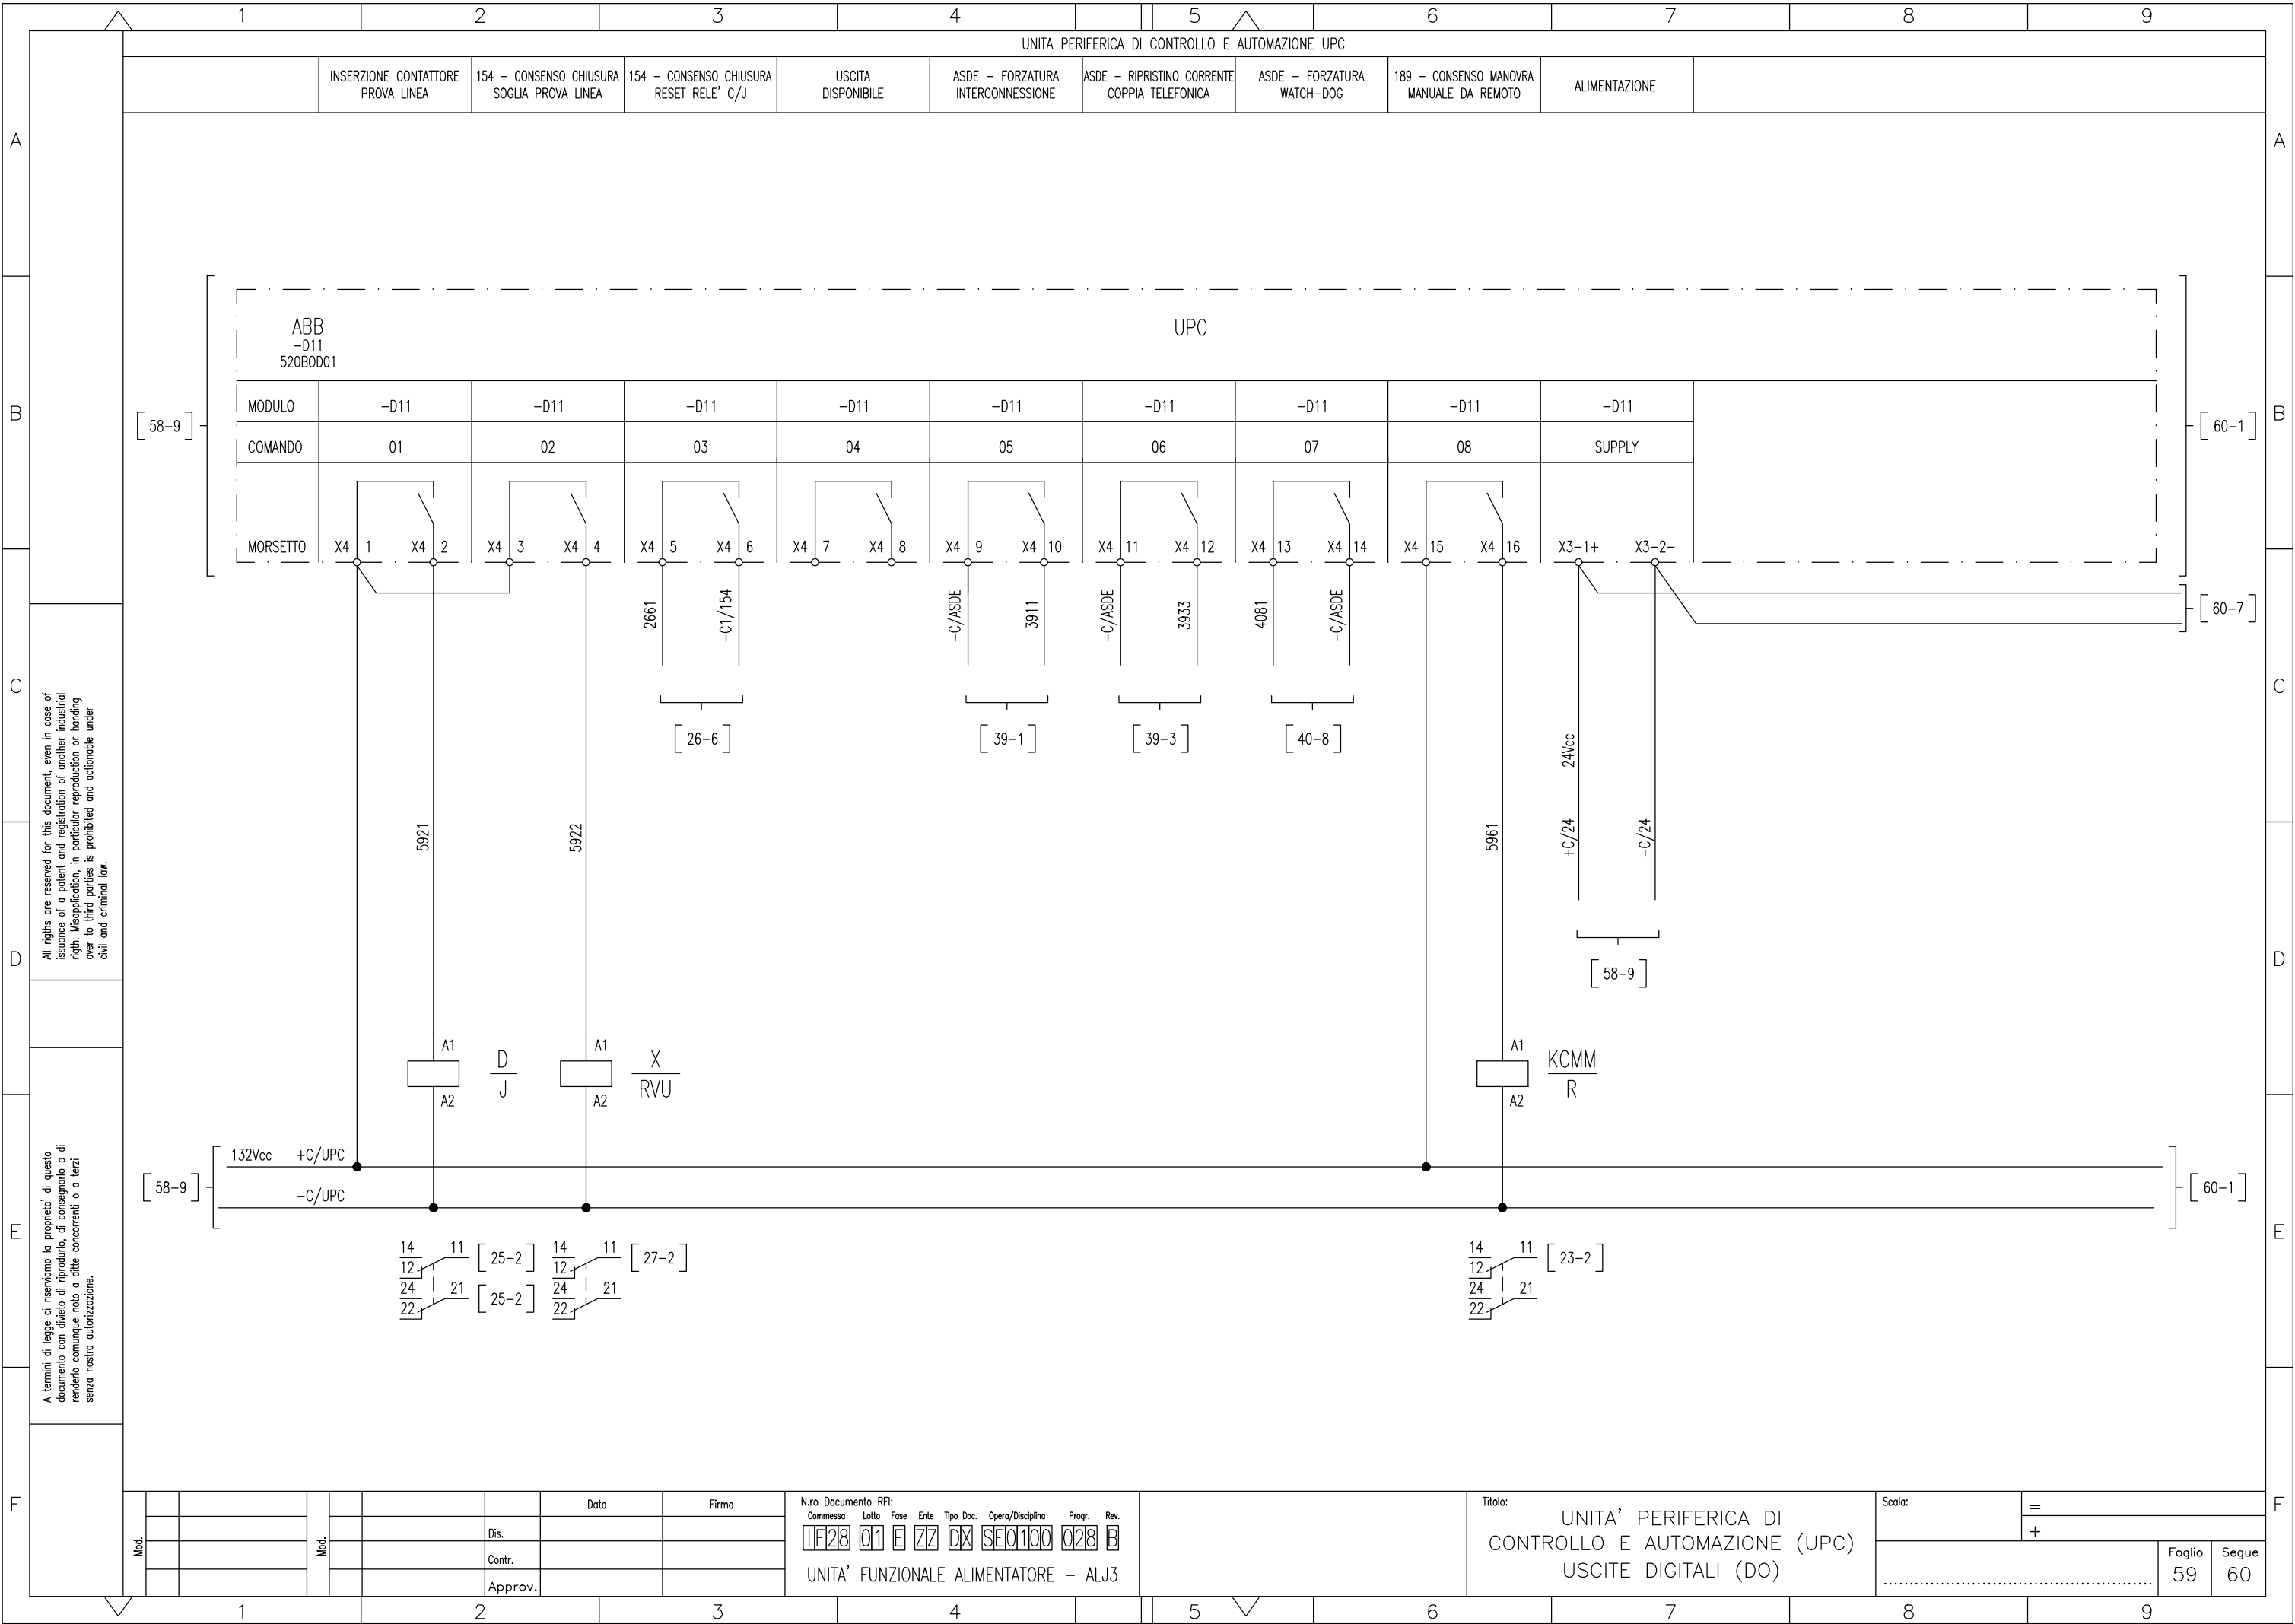 1 2 3 4 5 6 7 8 9
UNITA PERIFERICA DI CONTROLLO E AUTOMAZIONE UPC
INSERZIONE CONTATTORE
PROVA LINEA
154 – CONSENSO CHIUSURA
SOGLIA PROVA LINEA
154 – CONSENSO CHIUSURA
RESET RELE' C/J
USCITA
DISPONIBILE
ASDE – FORZATURA
INTERCONNESSIONE
ASDE – RIPRISTINO CORRENTE
COPPIA TELEFONICA
ASDE – FORZATURA
WATCH–DOG
189 – CONSENSO MANOVRA
MANUALE DA REMOTO
ALIMENTAZIONE
A A
ABB
–D11
520BOD01
UPC
B B
[58–9]
[60–1]
MODULO –D11 –D11 –D11 –D11 –D11 –D11 –D11 –D11 –D11
COMANDO 01 02 03 04 05 06 07 08 SUPPLY
MORSETTO X4 1 X4 2 X4 3 X4 4 X4 5 X4 6 X4 7 X4 8 X4 9 X4 10 X4 11 X4 12 X4 13 X4 14 X4 15 X4 16 X3–1+ X3–2–
[60–7]
2661 –C1/154 –C/ASDE 3911 –C/ASDE 3933 4081 –C/ASDE
C C
[26–6] [39–1] [39–3] [40–8]
24Vcc
5921 5922 5961 +C/24 –C/24
D D
[58–9]
All rigths are reserved for this document, even in case of
issuance of a patent and registration of another industrial
rigth. Misapplication, in particular reproduction or handing
over to third parties is prohibited and actionable under
civil and criminal law.
A1 A1 A1
D
J
X
RVU
KCMM
R
A2 A2 A2
132Vcc +C/UPC
[58–9] [60–1]
–C/UPC
E E
14 11 [25–2] 14 11 [27–2] 14 11 [23–2]
12 12 12
24 21 [25–2] 24 21 24 21
22 22 22
A termini di legge ci riserviamo la proprieta' di questo
documento con divieto di riprodurlo, di consegnarlo o di
renderlo comunque noto a ditte concorrenti o a terzi
senza nostra autorizzazione.
F F
Mod. Mod.
Data Firma
Dis.
Contr.
Approv.
N.ro Documento RFI:
Commessa Lotto Fase Ente Tipo Doc. Opera/Disciplina Progr. Rev.
IF28 01 E ZZ DX SE0100 028 B
UNITA' FUNZIONALE ALIMENTATORE – ALJ3
Titolo:
UNITA' PERIFERICA DI
CONTROLLO E AUTOMAZIONE (UPC)
USCITE DIGITALI (DO)
Scala:
=
+
Foglio Segue
59 60
1 2 3 4 5 6 7 8 9